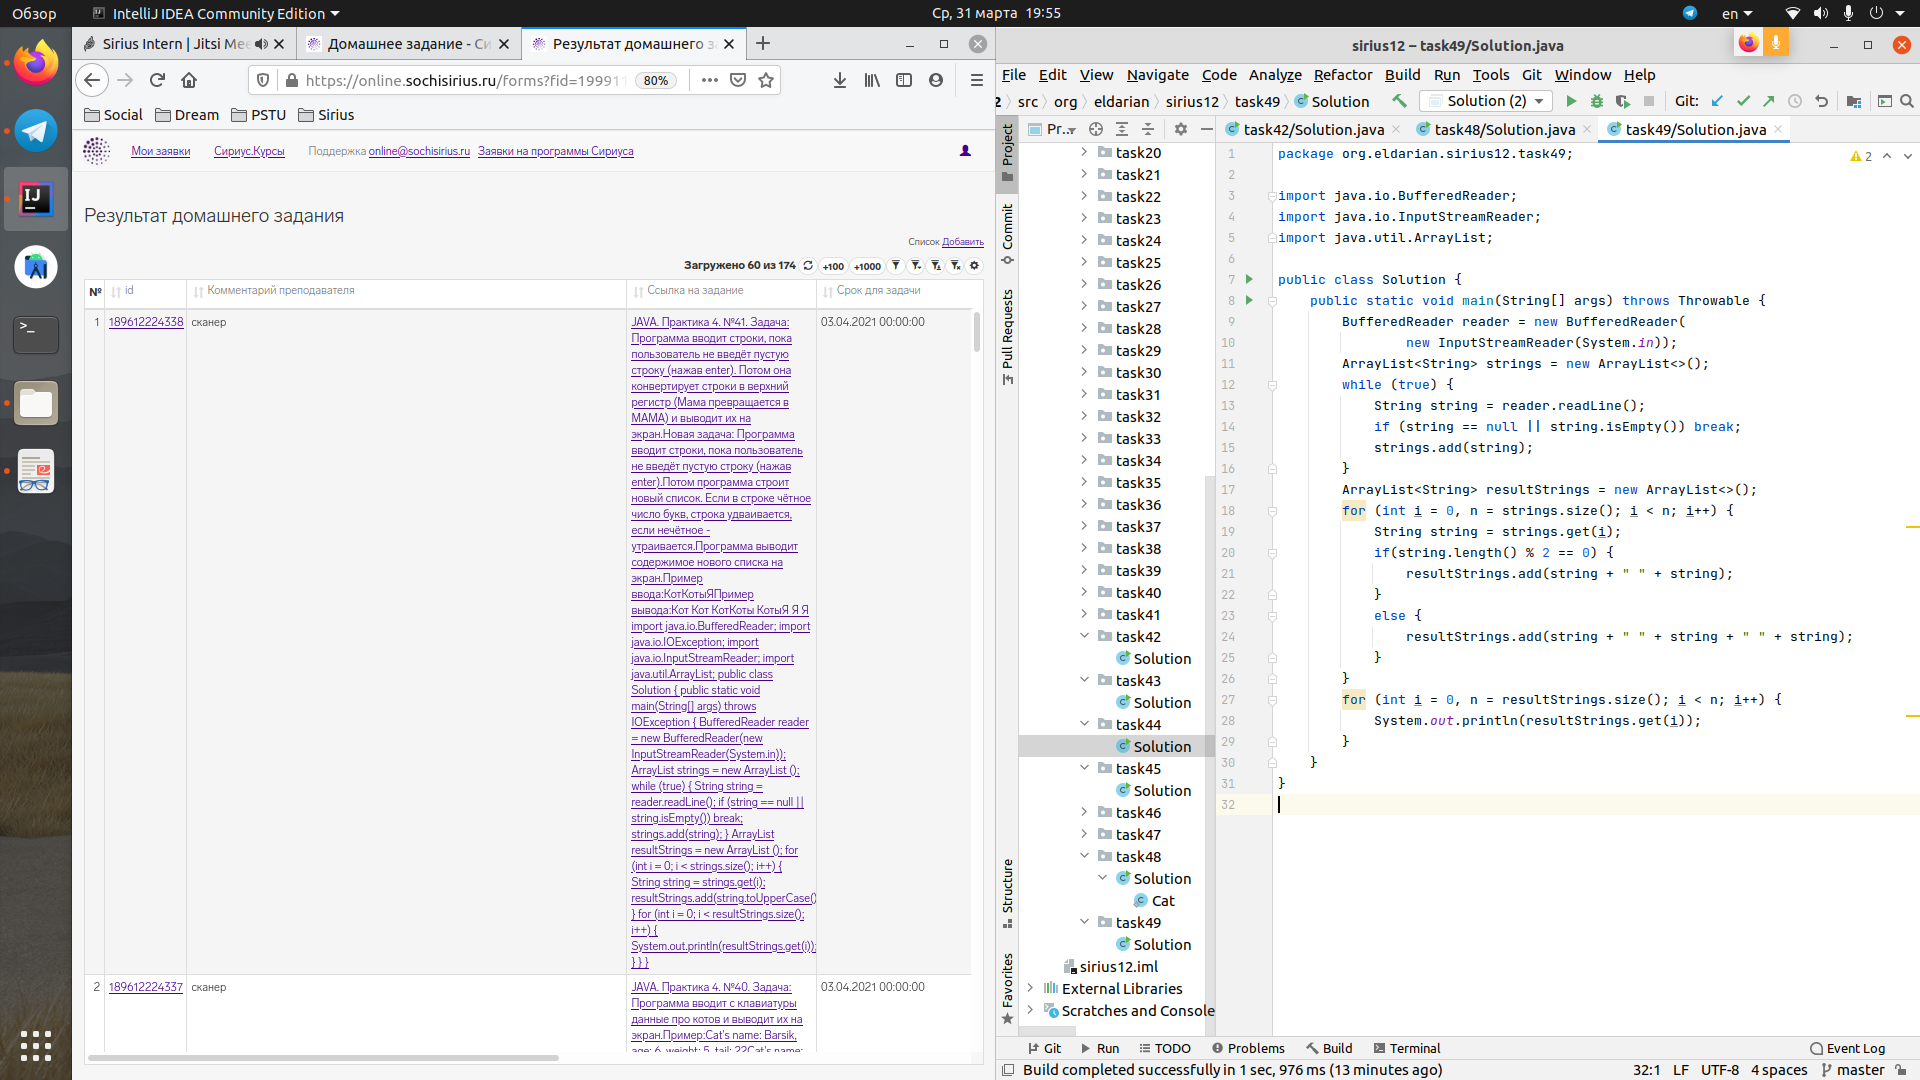 Обзор
IntelliJ IDEA Community Edition
Ср, 31 марта 19:55
en
Sirius Intern | Jitsi Mee
Домашнее задание - Си
Результат домашнего за
https://online.sochisirius.ru/forms?fid=19991
80%
Social
Dream
PSTU
Sirius
Мои заявки
Сириус.Курсы
Поддержка online@sochisirius.ru
Заявки на программы Сириуса
Результат домашнего задания
Список Добавить
Загружено 60 из 174
+100
+1000
№
id
Комментарий преподавателя
Ссылка на задание
Срок для задачи
1
189612224338
сканер
JAVA. Практика 4. №41. Задача:
Программа вводит строки, пока
пользователь не введёт пустую
строку (нажав enter). Потом она
конвертирует строки в верхний
регистр (Мама превращается в
МАМА) и выводит их на
экран.Новая задача: Программа
вводит строки, пока пользователь
не введёт пустую строку (нажав
enter).Потом программа строит
новый список. Если в строке чётное
число букв, строка удваивается,
если нечётное -
утраивается.Программа выводит
содержимое нового списка на
экран.Пример
ввода:КотКотыЯПример
вывода:Кот Кот КотКоты КотыЯ Я Я
import java.io.BufferedReader; import
java.io.IOException; import
java.io.InputStreamReader; import
java.util.ArrayList; public class
Solution { public static void
main(String[] args) throws
IOException { BufferedReader reader
= new BufferedReader(new
InputStreamReader(System.in));
ArrayList strings = new ArrayList ();
while (true) { String string =
reader.readLine(); if (string == null ||
string.isEmpty()) break;
strings.add(string); } ArrayList
resultStrings = new ArrayList (); for
(int i = 0; i < strings.size(); i++) {
String string = strings.get(i);
resultStrings.add(string.toUpperCase()
} for (int i = 0; i < resultStrings.size();
i++) {
System.out.println(resultStrings.get(i));
} } }
03.04.2021 00:00:00
2
189612224337
сканер
JAVA. Практика 4. №40. Задача:
Программа вводит с клавиатуры
данные про котов и выводит их на
экран.Пример:Cat's name: Barsik,
age: 6, weight: 5, tail: 22Cat's name:
03.04.2021 00:00:00
sirius12 – task49/Solution.java
File Edit View Navigate Code Analyze Refactor Build Run Tools Git Window Help
2 src org eldarian sirius12 task49 Solution
Solution (2)
Git:
Pr...
task42/Solution.java
task48/Solution.java
task49/Solution.java
Project
Commit
Pull Requests
Structure
Favorites
task20
task21
task22
task23
task24
task25
task26
task27
task28
task29
task30
task31
task32
task33
task34
task35
task36
task37
task38
task39
task40
task41
task42
Solution
task43
Solution
task44
Solution
task45
Solution
task46
task47
task48
Solution
Cat
task49
Solution
sirius12.iml
External Libraries
Scratches and Console
2
1 package org.eldarian.sirius12.task49;
2
3 import java.io.BufferedReader;
4 import java.io.InputStreamReader;
5 import java.util.ArrayList;
6
7 public class Solution {
8 public static void main(String[] args) throws Throwable {
9 BufferedReader reader = new BufferedReader(
10 new InputStreamReader(System.in));
11 ArrayList<String> strings = new ArrayList<>();
12 while (true) {
13 String string = reader.readLine();
14 if (string == null || string.isEmpty()) break;
15 strings.add(string);
16 }
17 ArrayList<String> resultStrings = new ArrayList<>();
18 for (int i = 0, n = strings.size(); i < n; i++) {
19 String string = strings.get(i);
20 if(string.length() % 2 == 0) {
21 resultStrings.add(string + " " + string);
22 }
23 else {
24 resultStrings.add(string + " " + string + " " + string);
25 }
26 }
27 for (int i = 0, n = resultStrings.size(); i < n; i++) {
28 System.out.println(resultStrings.get(i));
29 }
30 }
31 }
32
Git
Run
TODO
Problems
Build
Terminal
Event Log
Build completed successfully in 1 sec, 976 ms (13 minutes ago)
32:1 LF UTF-8 4 spaces master